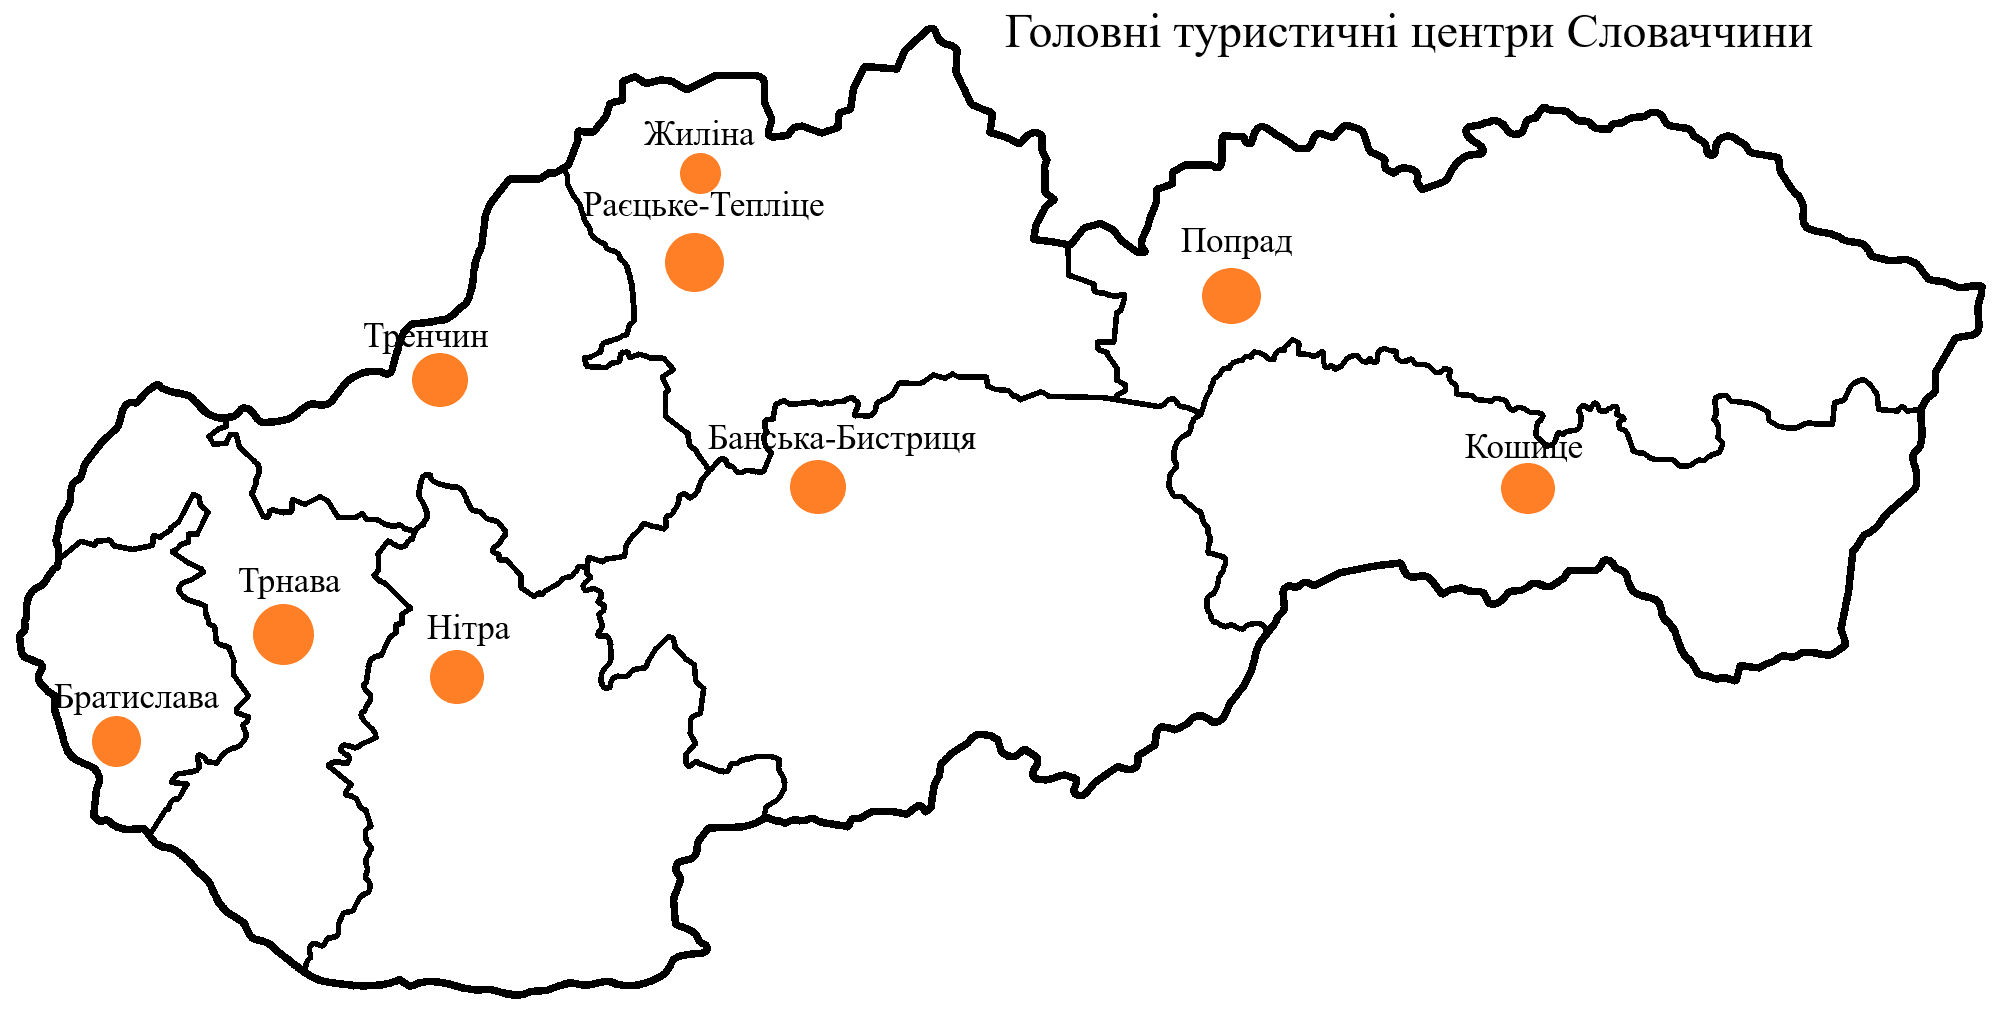 Головні туристичні центри Словаччини
Жиліна
Раєцьке-Тепліце
Попрад
Тренчин
Банська-Бистриця
Кошице
Трнава
Нітра
Братислава